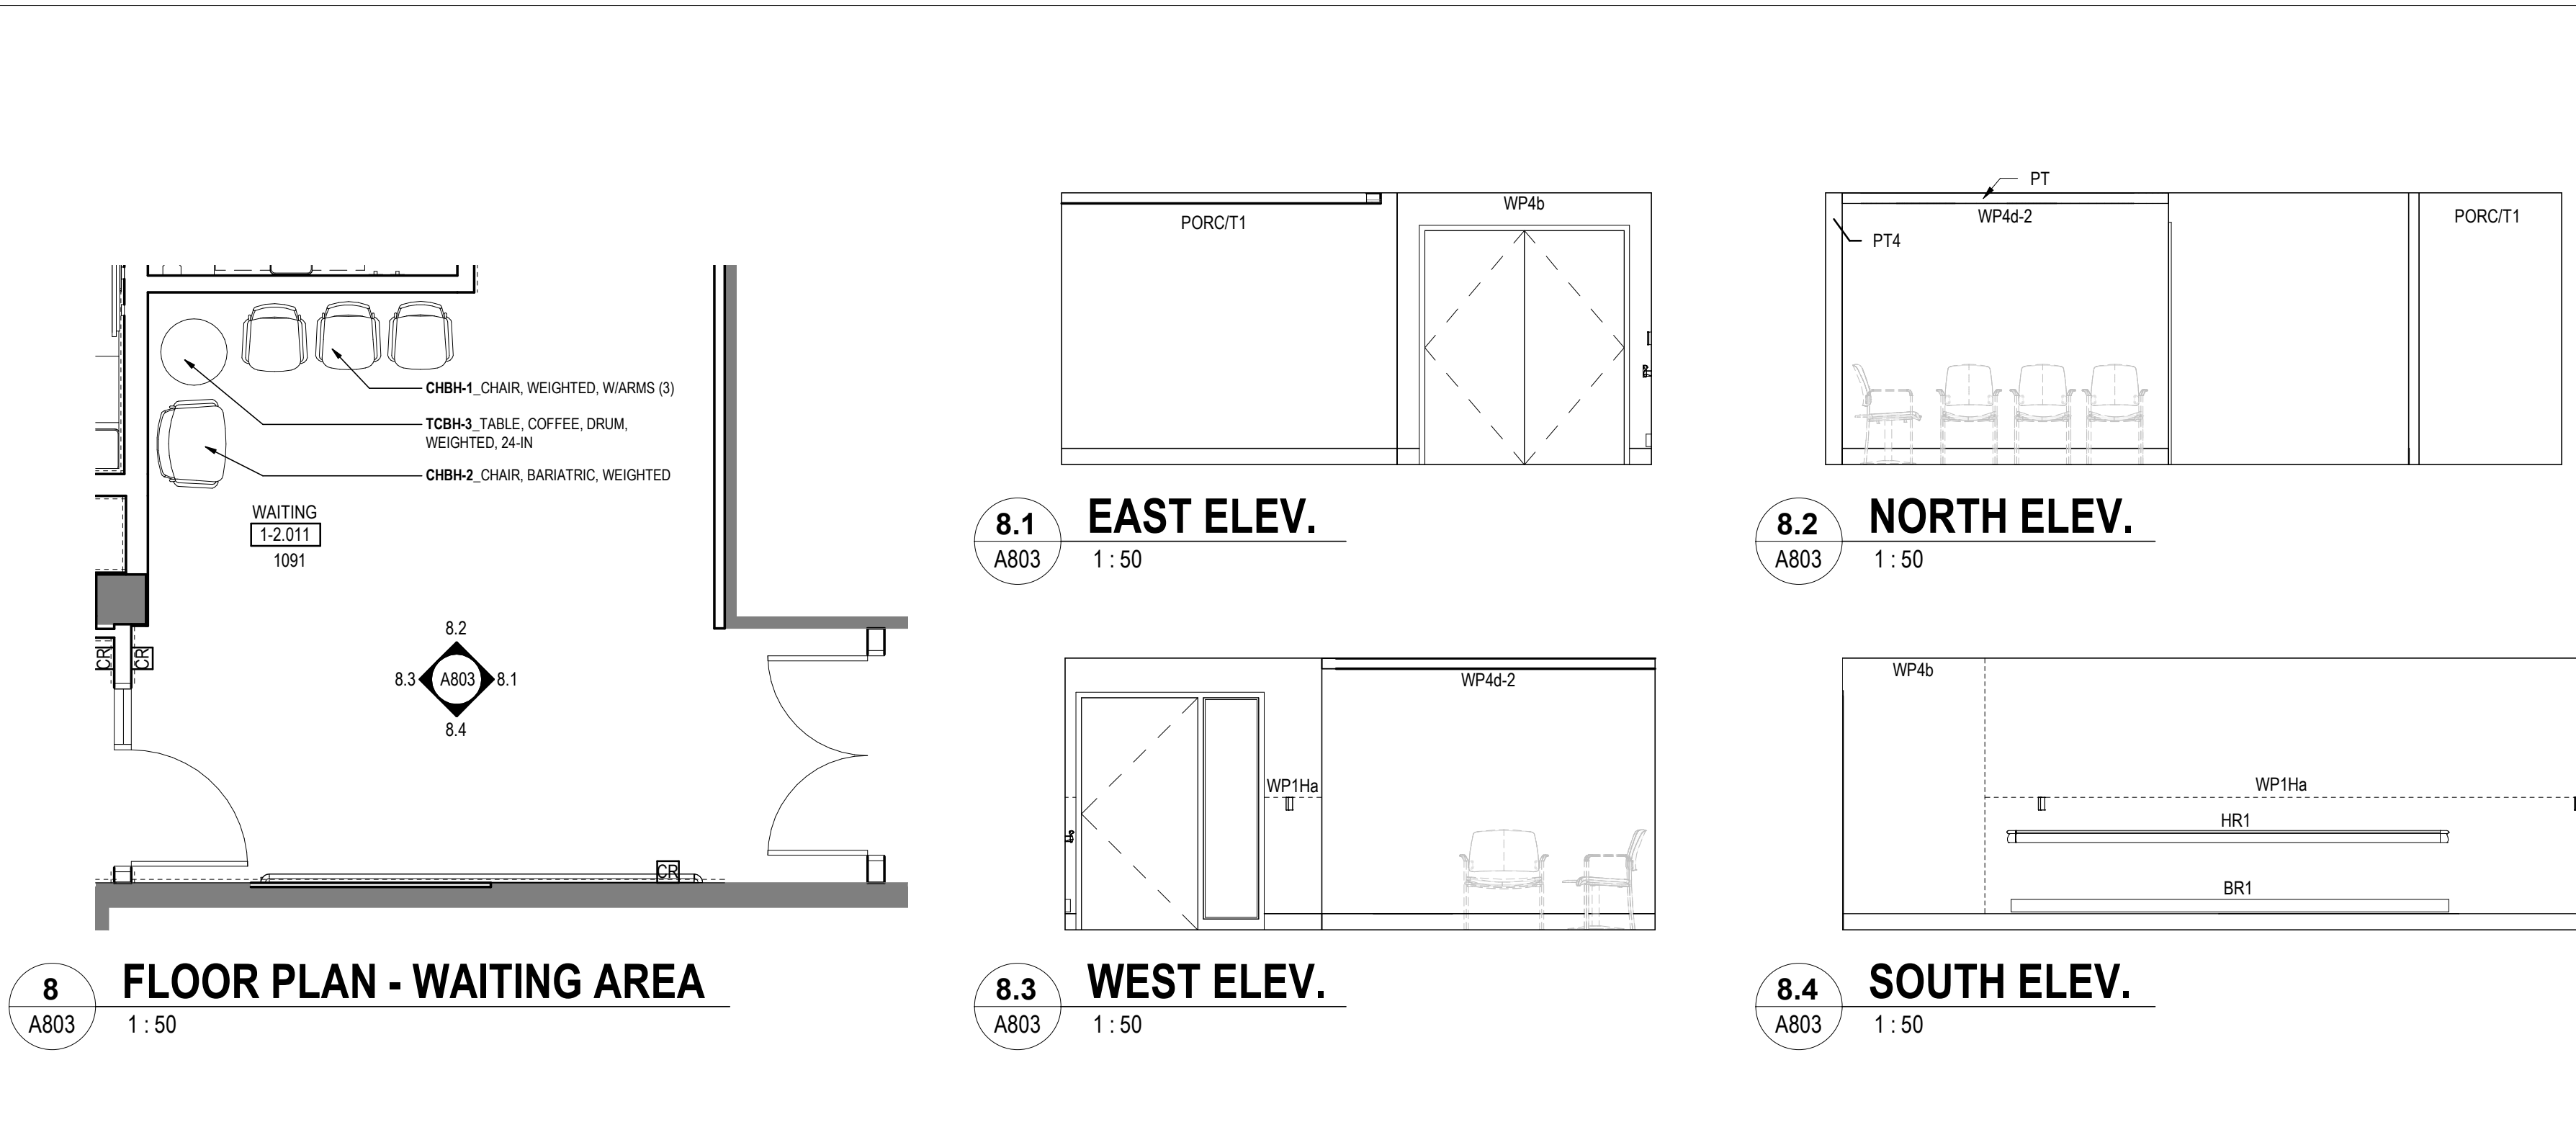 CHBH-1_CHAIR, WEIGHTED, W/ARMS (3)
TCBH-3_TABLE, COFFEE, DRUM,
WEIGHTED, 24-IN
CHBH-2_CHAIR, BARIATRIC, WEIGHTED
WAITING
1-2.011
1091
CR
CR
8.2
8.3
A803
8.1
8.4
CR
8
A803
FLOOR PLAN - WAITING AREA
1 : 50
PORC/T1
WP4b
8.1
A803
EAST ELEV.
1 : 50
PT
WP4d-2
PT4
PORC/T1
8.2
A803
NORTH ELEV.
1 : 50
WP4d-2
WP1Ha
8.3
A803
WEST ELEV.
1 : 50
WP4b
WP1Ha
HR1
BR1
8.4
A803
SOUTH ELEV.
1 : 50